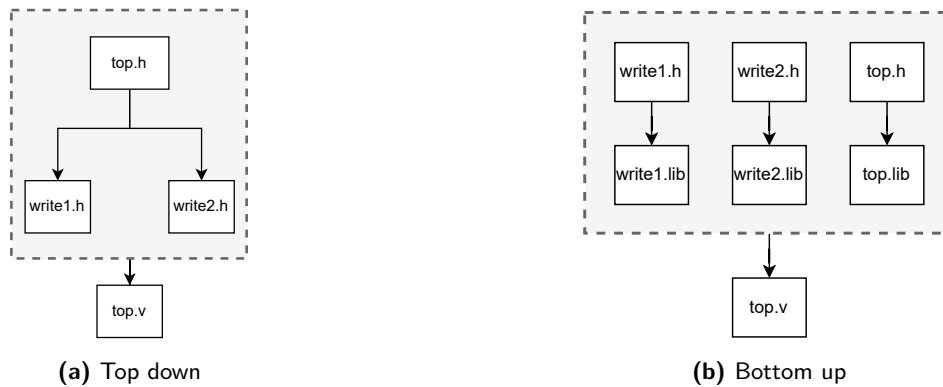 top.h
write1.h
write2.h
top.v
(a) Top down
write1.h write2.h top.h
write1.lib write2.lib top.lib
top.v
(b) Bottom up